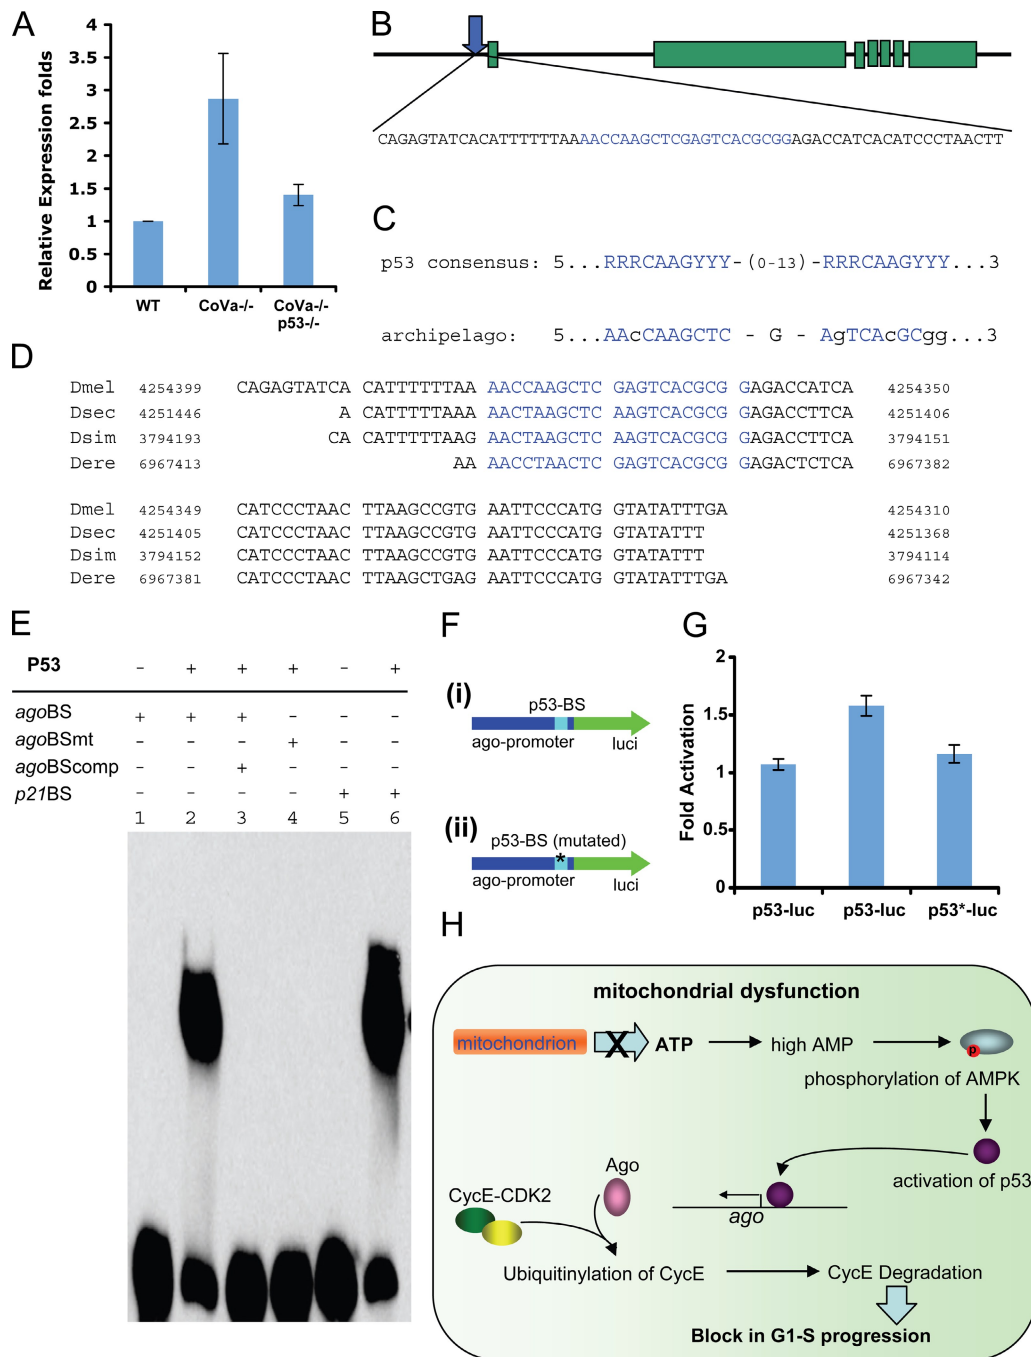 A
4
3.5
3
2.5
2
1.5
1
0.5
0
Relative Expression folds
WT
CoVa-/-
CoVa-/-
p53-/-
B
CAGAGTATCACATTTTTTAAAACCAAGCTCGAGTCACGCGGAGACCATCACATCCCTAACTT
C
p53 consensus: 5...RRRCAAGYYY-(0-13)-RRRCAAGYYY...3
archipelago: 5...AAcCAAGCTC - G - AgTCAcGCgg...3
D
Dmel 4254399 CAGAGTATCA CATTTTTTAA AACCAAGCTC GAGTCACGCG GAGACCATCA 4254350
Dsec 4251446 A CATTTTTAAA AACTAAGCTC AAGTCACGCG GAGACCTTCA 4251406
Dsim 3794193 CA CATTTTTAAG AACTAAGCTC AAGTCACGCG GAGACCTTCA 3794151
Dere 6967413 AA AACCTAACTC GAGTCACGCG GAGACTCTCA 6967382
Dmel 4254349 CATCCCTAAC TTAAGCCGTG AATTCCCATG GTATATTTGA 4254310
Dsec 4251405 CATCCCTAAC TTAAGCCGTG AATTCCCATG GTATATTT 4251368
Dsim 3794152 CATCCCTAAC TTAAGCCGTG AATTCCCATG GTATATTT 3794114
Dere 6967381 CATCCCTAAC TTAAGCTGAG AATTCCCATG GTATATTTGA 6967342
E
P53 - + + + - +
agoBS + + + - - -
agoBSmt - - - + - -
agoBScomp - - + - - -
p21BS - - - - + +
1 2 3 4 5 6
F
(i)
p53-BS
ago-promoter luci
(ii)
p53-BS (mutated)
*
ago-promoter luci
G
2
1.5
1
0.5
0
Fold Activation
p53-luc p53-luc p53*-luc
H
mitochondrial dysfunction
mitochondrion X ATP high AMP
p
phosphorylation of AMPK
activation of p53
Ago
ago
CycE-CDK2
Ubiquitinylation of CycE CycE Degradation
Block in G1-S progression